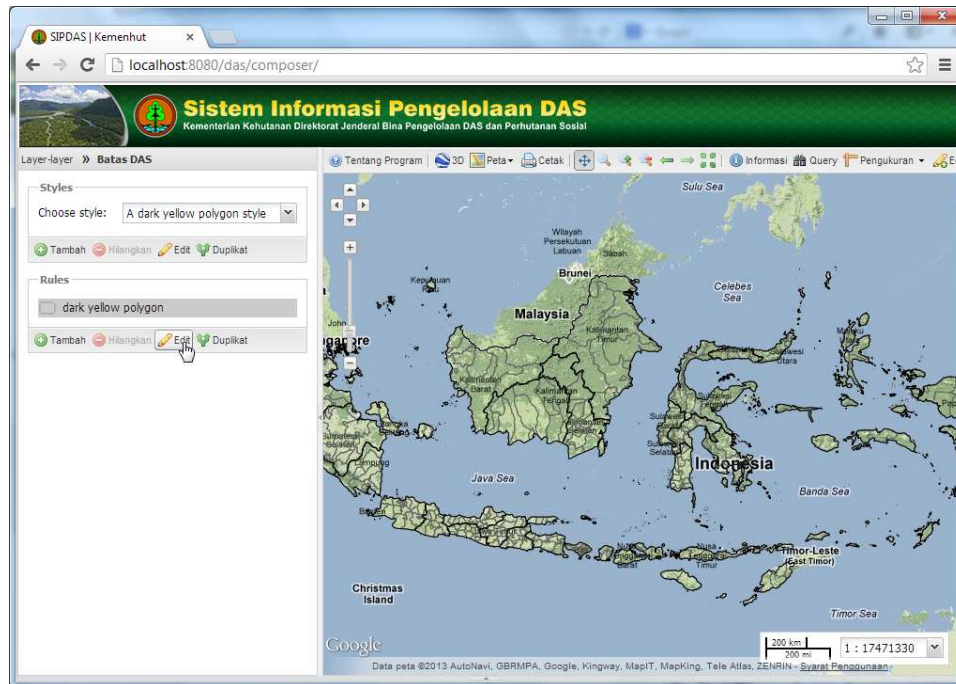 SIPDAS | Kemenhut
localhost:8080/das/composer/
Sistem Informasi Pengelolaan DAS
Kementerian Kehutanan Direktorat Jenderal Bina Pengelolaan DAS dan Perhutanan Sosial
Layer-layer » Batas DAS
Tentang Program 3D Peta Cetak Informasi Query Pengukuran
Styles
Choose style: A dark yellow polygon style
Tambah Hilangkan Edit Duplikat
Rules
dark yellow polygon
Tambah Hilangkan Edit Duplikat
Sulu Sea
Wilayah
Persekutuan
Labuan
Sabah
Brunei
Celebes
Sea
Malaysia
Kalimantan
Timur
Kalimantan
Barat
Kalimantan
Tengah
Java Sea
Indonesia
Banda Sea
Timor-Leste
(East Timor)
Christmas
Island
Timor Sea
Google
200 km
200 mi
1 : 17471330
Data peta ©2013 AutoNavi, GBRMPA, Google, Kingway, MapIT, MapKing, Tele Atlas, ZENRIN - Syarat Penggunaan